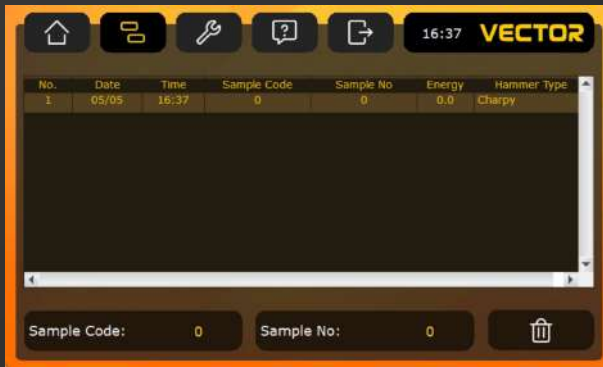 16:37 VECTOR
No. Date Time Sample Code Sample No Energy Hammer Type
1 05/05 16:37 0 0 0.0 Charpy
Sample Code: 0 Sample No: 0